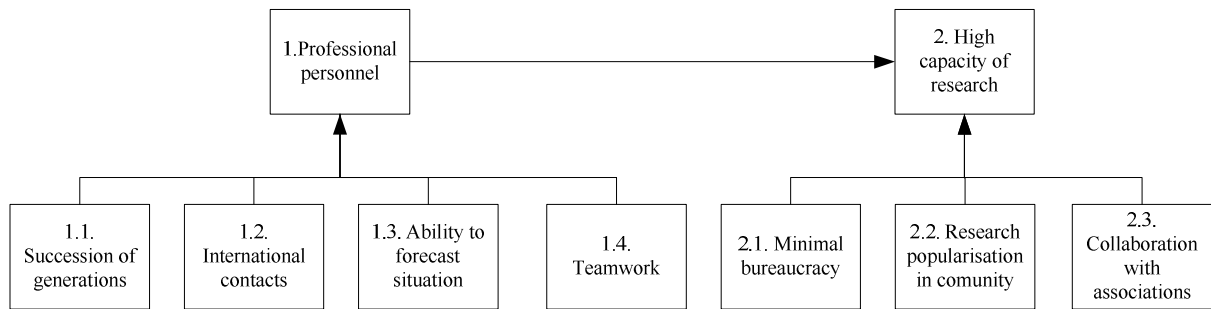 1.Professional
personnel
2. High
capacity of
research
1.1.
Succession of
generations
1.2.
International
contacts
1.3. Ability to
forecast
situation
1.4.
Teamwork
2.1. Minimal
bureaucracy
2.2. Research
popularisation
in comunity
2.3.
Collaboration
with
associations